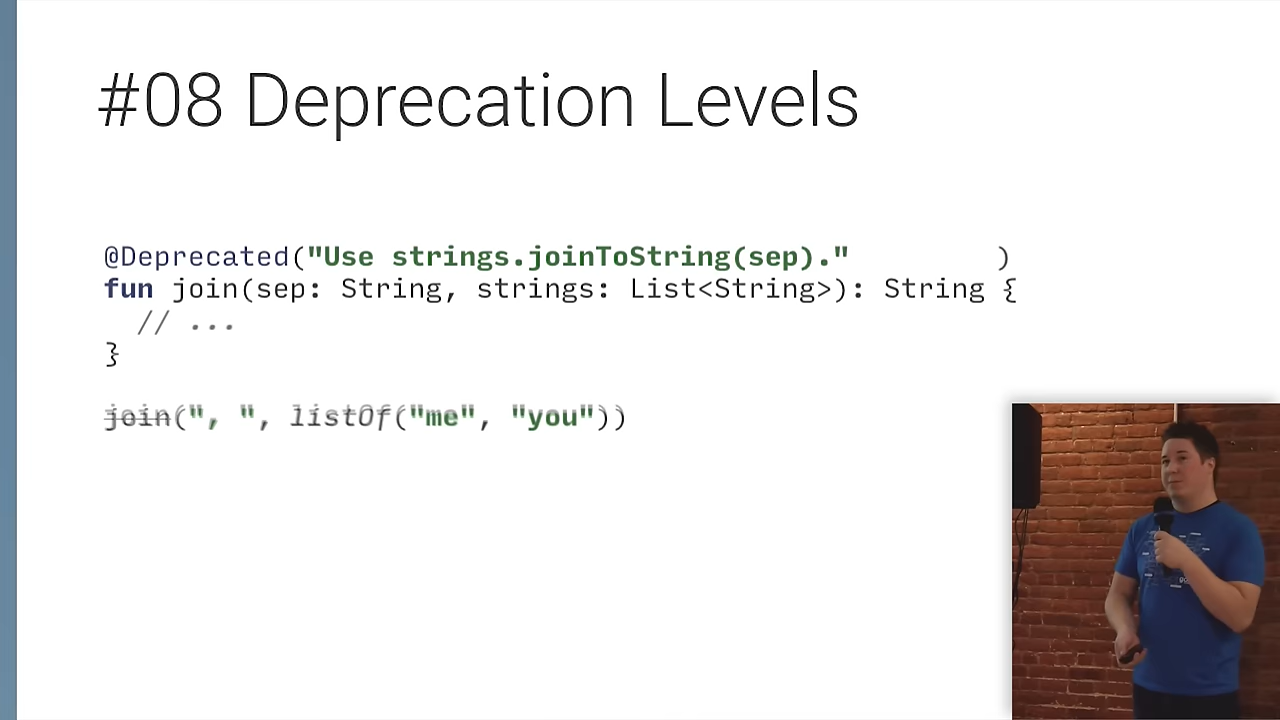 #08 Deprecation Levels
@Deprecated("Use strings.joinToString(sep)." )
fun join(sep: String, strings: List<String>): String {
// ...
}
join(", ", listOf("me", "you"))